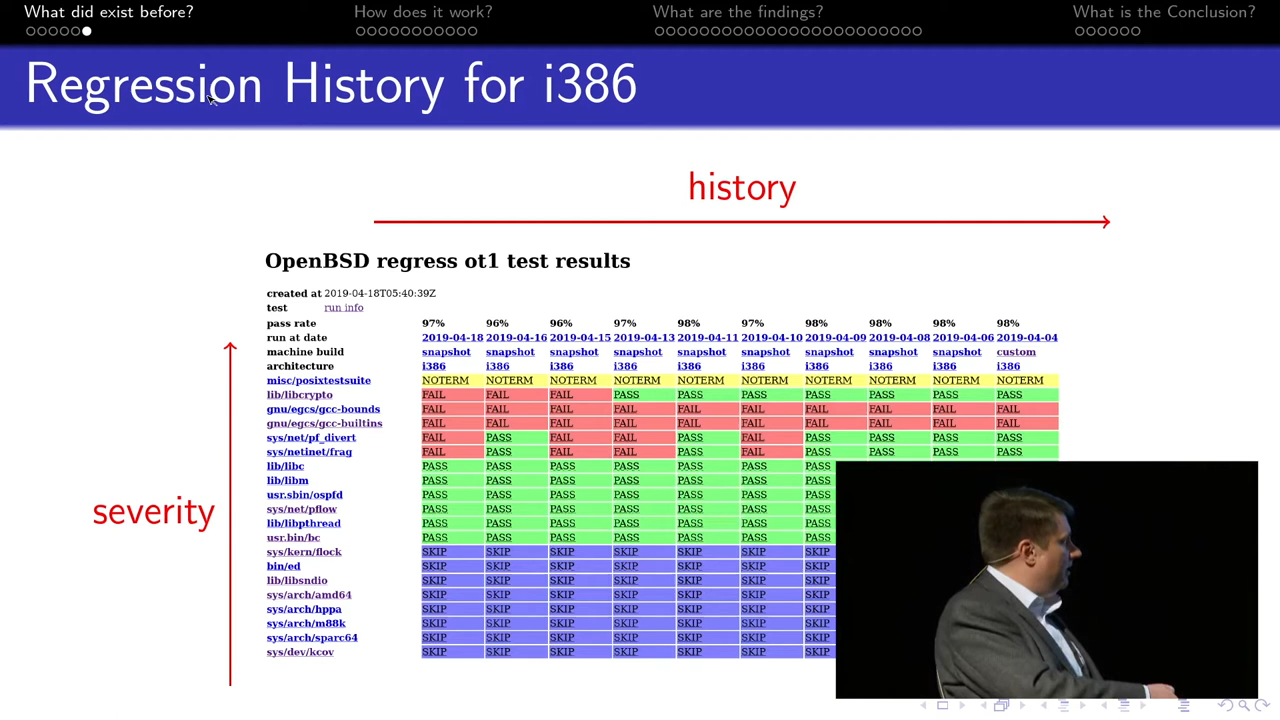 What did exist before? How does it work? What are the findings? What is the Conclusion?
Regression History for i386
history
OpenBSD regress ot1 test results
created at 2019-04-18T05:40:39Z
test run info
pass rate 97% 96% 96% 97% 98% 97% 98% 98% 98% 98%
run at date 2019-04-18 2019-04-16 2019-04-15 2019-04-13 2019-04-11 2019-04-10 2019-04-09 2019-04-08 2019-04-06 2019-04-04
machine build snapshot snapshot snapshot snapshot snapshot snapshot snapshot snapshot snapshot custom
architecture i386 i386 i386 i386 i386 i386 i386 i386 i386 i386
misc/posixtestsuite NOTERM NOTERM NOTERM NOTERM NOTERM NOTERM NOTERM NOTERM NOTERM NOTERM
lib/libcrypto FAIL FAIL FAIL PASS PASS PASS PASS PASS PASS PASS
gnu/egcs/gcc-bounds FAIL FAIL FAIL FAIL FAIL FAIL FAIL FAIL FAIL FAIL
gnu/egcs/gcc-builtins FAIL FAIL FAIL FAIL FAIL FAIL FAIL FAIL FAIL FAIL
sys/net/pf_divert FAIL PASS FAIL FAIL PASS FAIL PASS PASS PASS PASS
sys/netinet/frag FAIL PASS FAIL FAIL PASS FAIL PASS PASS PASS PASS
lib/libc PASS PASS PASS PASS PASS PASS PASS
lib/libm PASS PASS PASS PASS PASS PASS PASS
usr.sbin/ospfd PASS PASS PASS PASS PASS PASS PASS
severity
sys/net/pflow PASS PASS PASS PASS PASS PASS PASS
lib/libpthread PASS PASS PASS PASS PASS PASS PASS
usr.bin/bc PASS PASS PASS PASS PASS PASS PASS
sys/kern/flock SKIP SKIP SKIP SKIP SKIP SKIP SKIP
bin/ed SKIP SKIP SKIP SKIP SKIP SKIP SKIP
lib/libsndio SKIP SKIP SKIP SKIP SKIP SKIP SKIP
sys/arch/amd64 SKIP SKIP SKIP SKIP SKIP SKIP SKIP
sys/arch/hppa SKIP SKIP SKIP SKIP SKIP SKIP SKIP
sys/arch/m88k SKIP SKIP SKIP SKIP SKIP SKIP SKIP
sys/arch/sparc64 SKIP SKIP SKIP SKIP SKIP SKIP SKIP
sys/dev/kcov SKIP SKIP SKIP SKIP SKIP SKIP SKIP